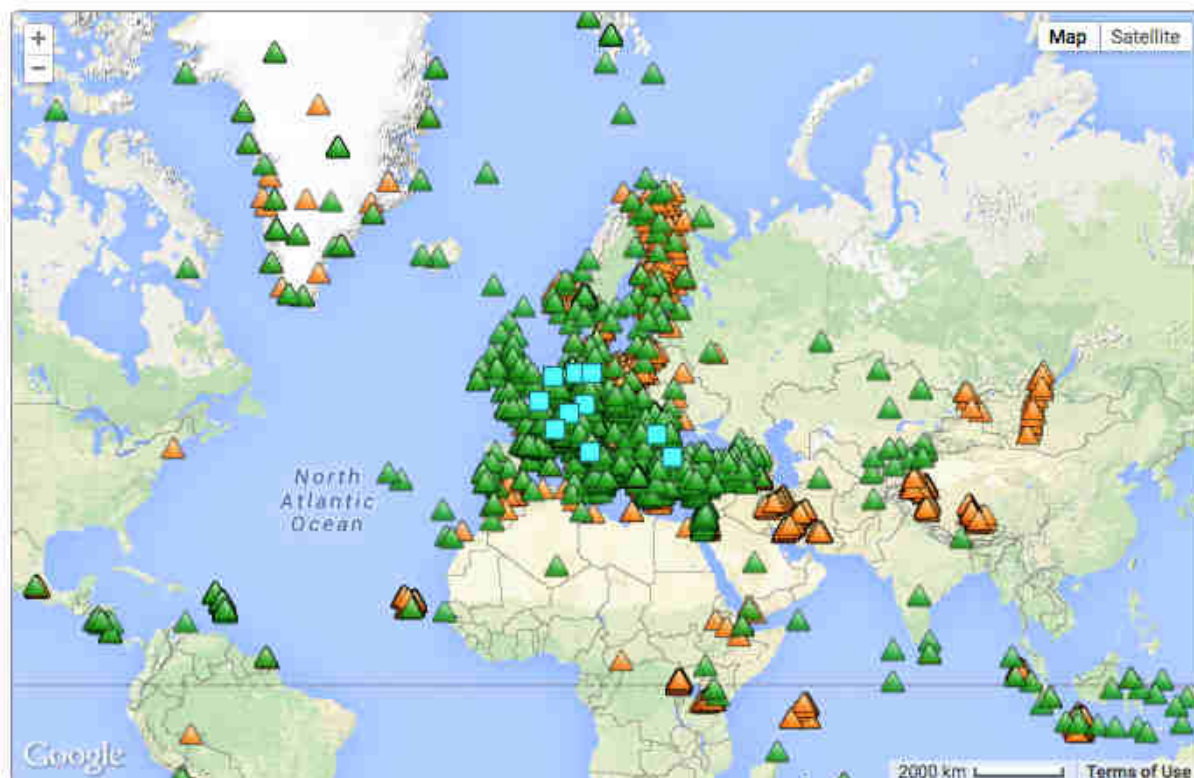 +
Map Satellite
−
North
Atlantic
Ocean
Google
2000 km Terms of Use